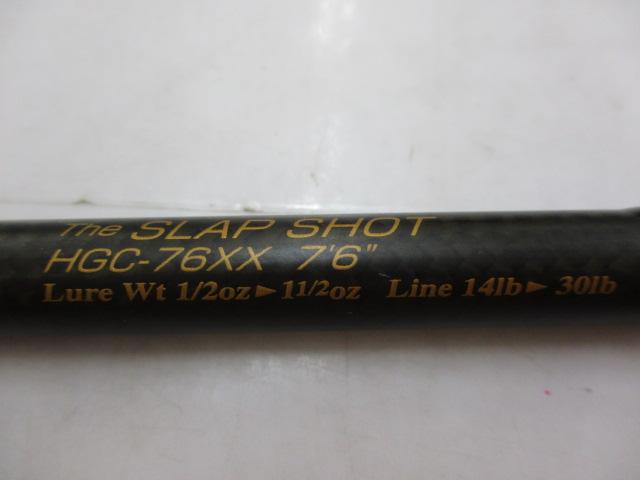 The SLAP SHOT
HGC-76XX 7'6"
Lure Wt 1/2oz►11/2oz Line 14lb►30lb